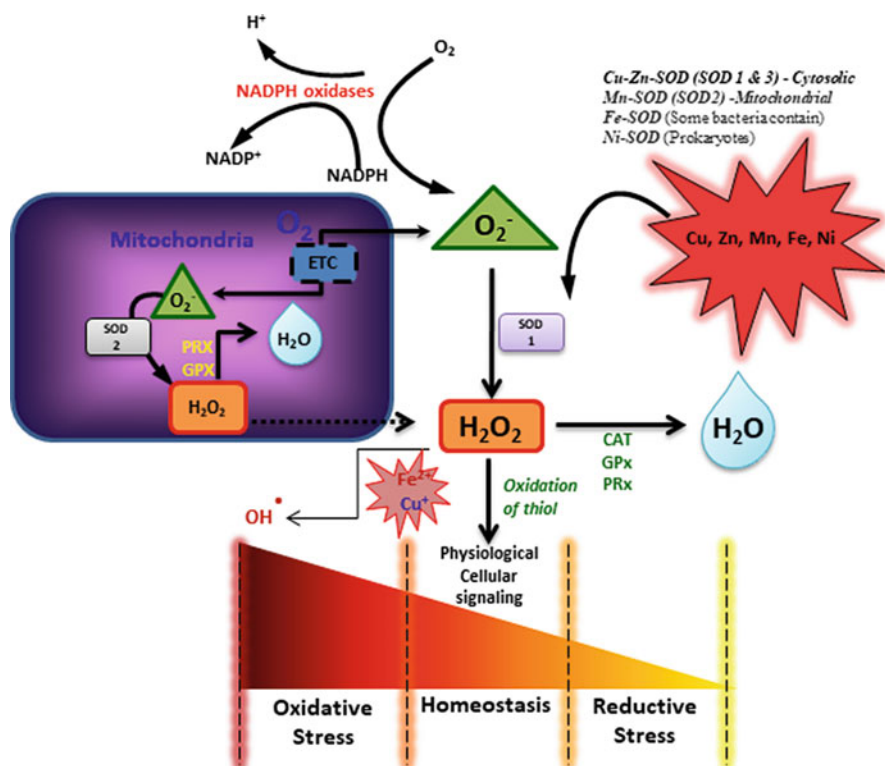 H⁺
O₂
NADPH oxidases
NADP⁺
NADPH
Cu-Zn-SOD (SOD 1 & 3) - Cytosolic
Mn-SOD (SOD2) -Mitochondrial
Fe-SOD (Some bacteria contain)
Ni-SOD (Prokaryotes)
Cu, Zn, Mn, Fe, Ni
O₂⁻
Mitochondria
O₂
ETC
O₂⁻
SOD
2
PRX
GPX
H₂O
H₂O₂
SOD
1
H₂O₂
CAT
GPx
PRx
H₂O
Fe²⁺
Cu⁺
OH•
Oxidation
of thiol
Physiological
Cellular
signaling
Oxidative
Stress
Homeostasis
Reductive
Stress